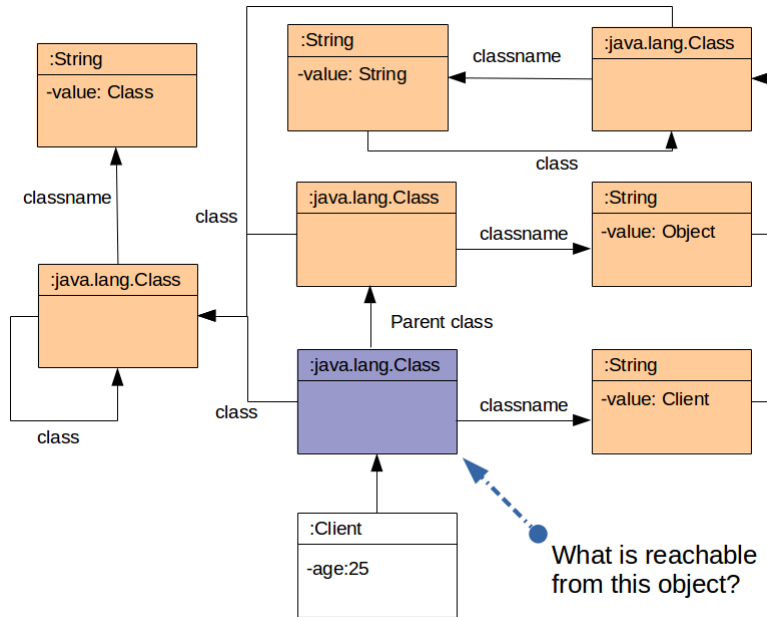 :String
-value: Class
:String
-value: String
classname
:java.lang.Class
class
classname
class
:java.lang.Class
classname
:String
-value: Object
:java.lang.Class
class
Parent class
:java.lang.Class
class
classname
:String
-value: Client
:Client
-age:25
What is reachable
from this object?